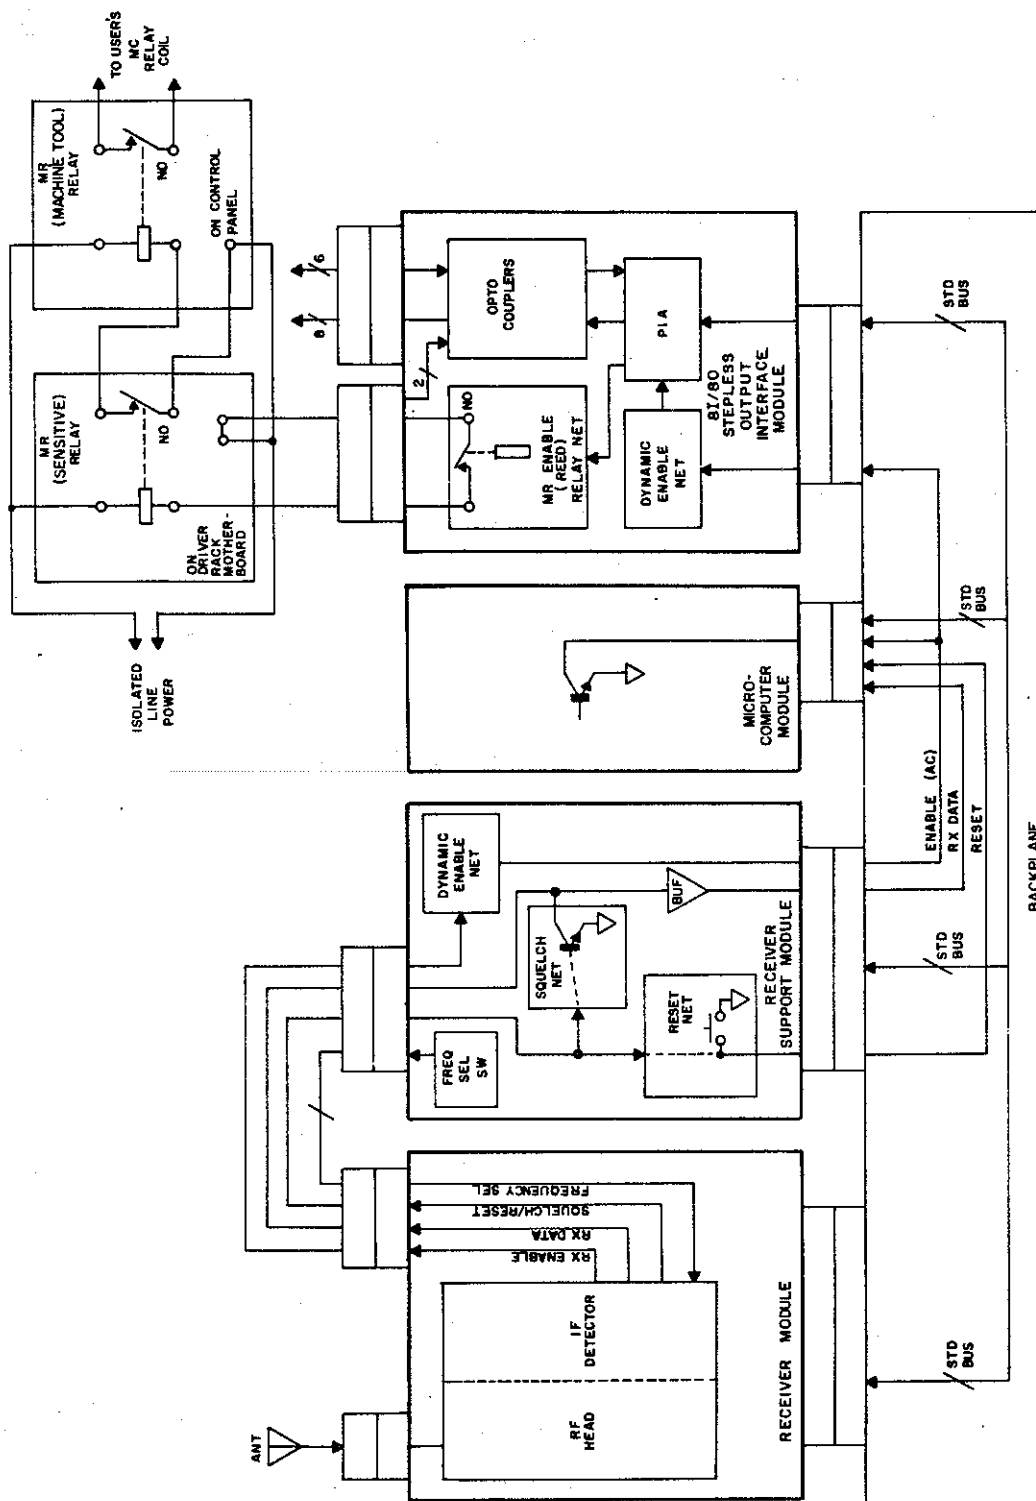 ANT
RF
HEAD
IF
DETECTOR
RECEIVER MODULE
RX ENABLE
RX DATA
SQUELCH/RESET
FREQUENCY SEL
STD
BUS
FREQ
SEL
SW
SQUELCH
NET
RESET
NET
DYNAMIC
ENABLE
NET
BUF
RECEIVER
SUPPORT MODULE
STD
BUS
ENABLE (AC)
RX DATA
RESET
BACKPLANE
MICRO-
COMPUTER
MODULE
STD
BUS
ISOLATED
LINE
POWER
MR
(SENSITIVE)
RELAY
NO
ON
DRIVER
RACK
MOTHER-
BOARD
MR
(MACHINE TOOL)
RELAY
NO
ON CONTROL
PANEL
TO USER'S
MC
RELAY
COIL
8
6
2
OPTO
COUPLERS
NO
MR ENABLE
(REED)
RELAY NET
PIA
DYNAMIC
ENABLE
NET
8I/8O
STEPLESS
OUTPUT
INTERFACE
MODULE
STD
BUS